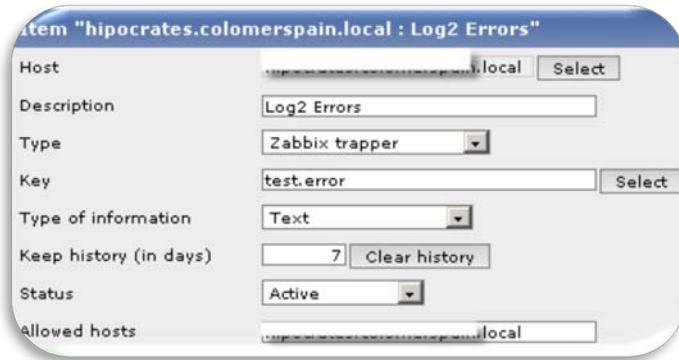 Item "hipocrates.colomerspain.local : Log2 Errors"
Host .local Select
Description Log2 Errors
Type Zabbix trapper
Key test.error Select
Type of information Text
Keep history (in days) 7 Clear history
Status Active
Allowed hosts local